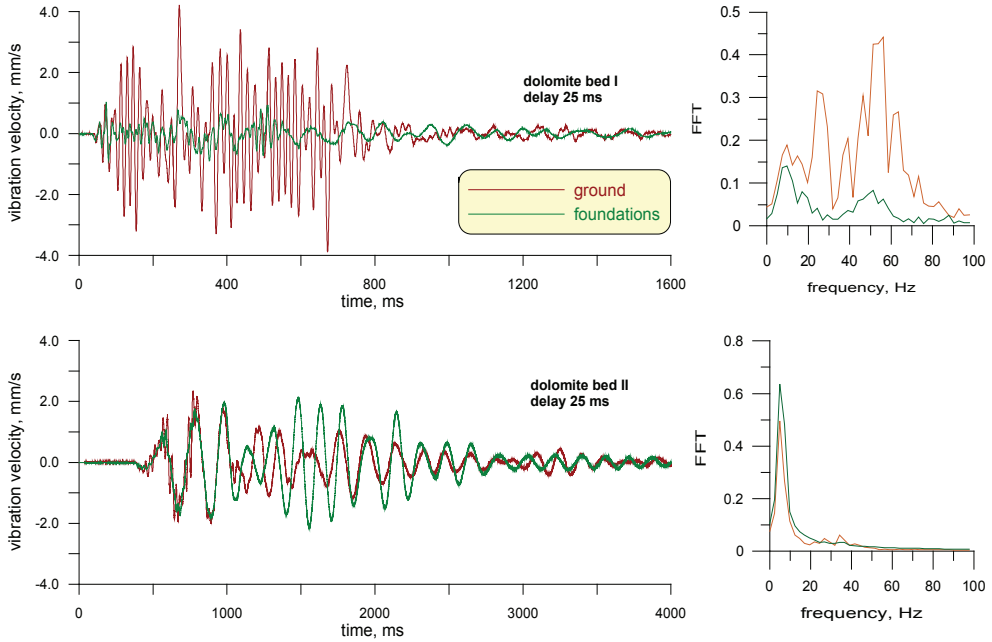 4.0
2.0
0.0
-2.0
-4.0
vibration velocity, mm/s
dolomite bed I
delay 25 ms
ground
foundations
0 400 800 1200 1600
time, ms
0.5
0.4
0.3
0.2
0.1
0
FFT
0 20 40 60 80 100
frequency, Hz
4.0
2.0
0.0
-2.0
-4.0
vibration velocity, mm/s
dolomite bed II
delay 25 ms
0 1000 2000 3000 4000
time, ms
0.8
0.6
0.4
0.2
0
FFT
0 20 40 60 80 100
frequency, Hz